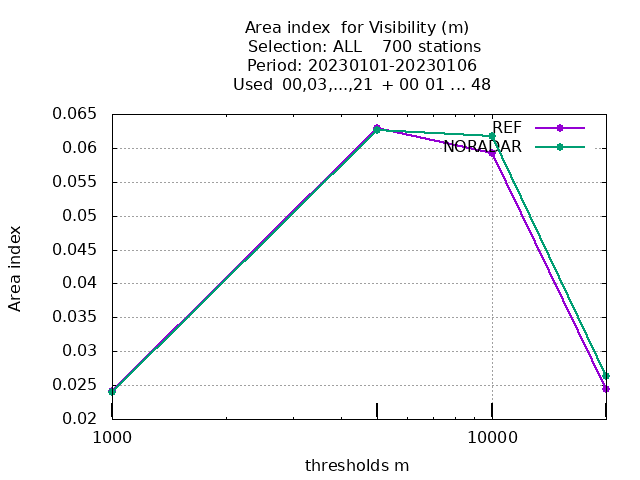 Area index  for Visibility (m)
Selection: ALL    700 stations
Period: 20230101-20230106
Used  00,03,...,21  + 00 01 ... 48
REF
NORADAR
0.065
0.06
0.055
0.05
0.045
0.04
0.035
0.03
0.025
0.02
Area index
1000 10000
thresholds m